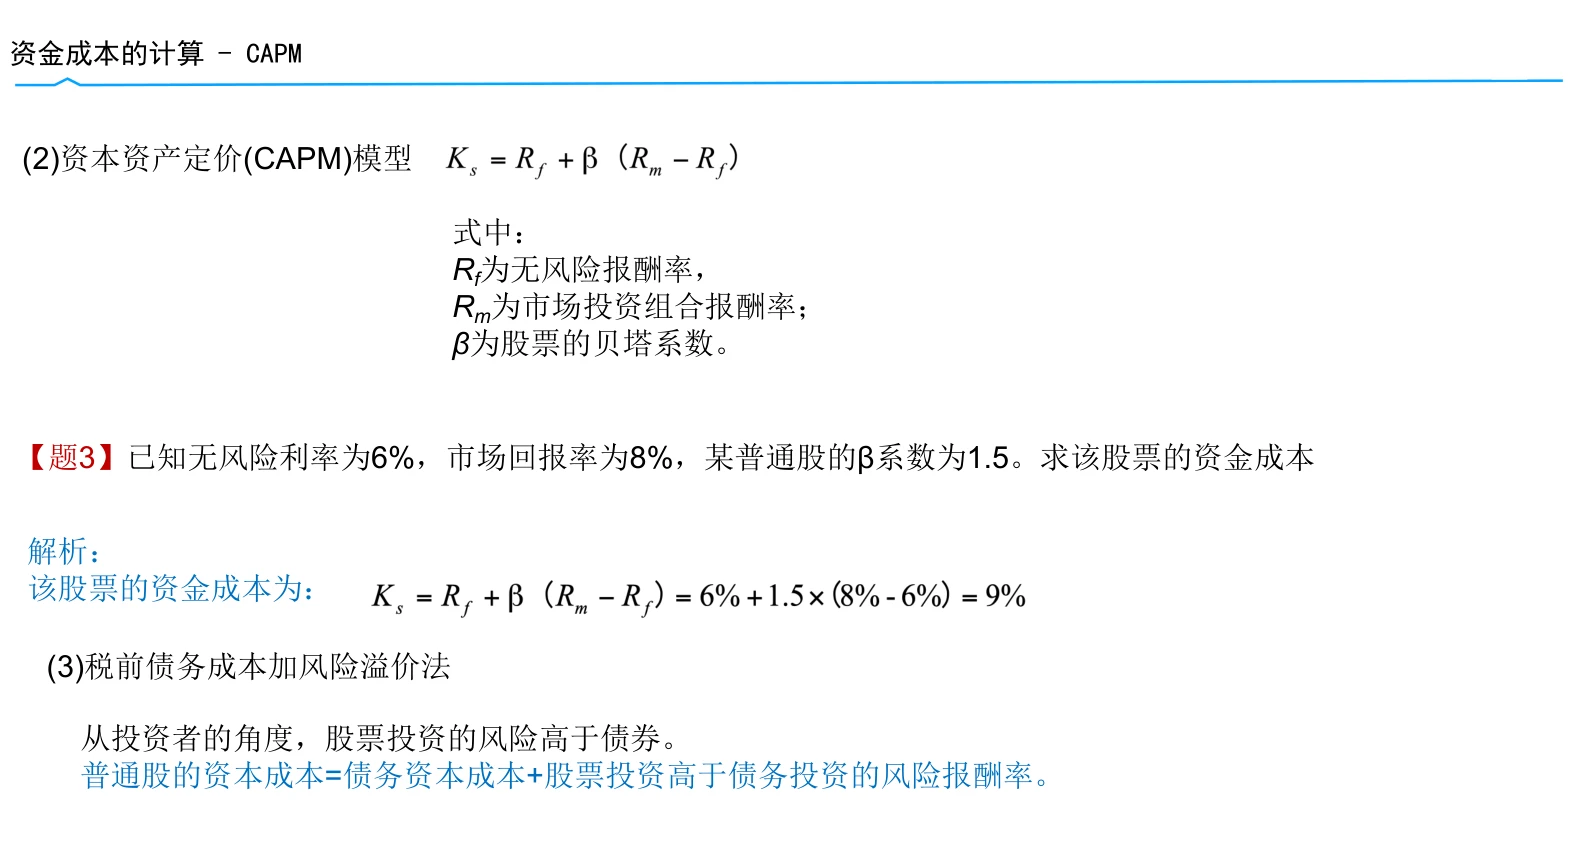 资金成本的计算 - CAPM
(2)资本资产定价(CAPM)模型 Ks = Rf + β（Rm − Rf）
式中：
Rf为无风险报酬率，
Rm为市场投资组合报酬率；
β为股票的贝塔系数。
【题3】已知无风险利率为6%，市场回报率为8%，某普通股的β系数为1.5。求该股票的资金成本
解析：
该股票的资金成本为： Ks = Rf + β（Rm − Rf）= 6% + 1.5×(8% - 6%) = 9%
(3)税前债务成本加风险溢价法
从投资者的角度，股票投资的风险高于债券。
普通股的资本成本=债务资本成本+股票投资高于债务投资的风险报酬率。